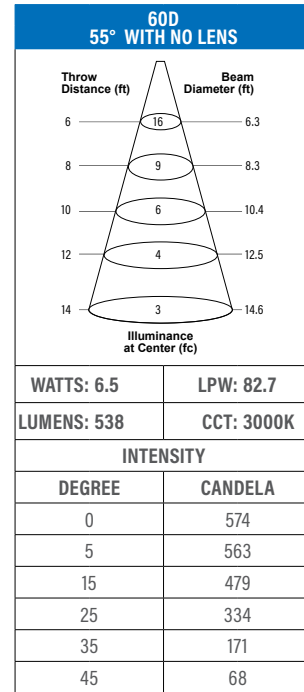 60D
55° WITH NO LENS
Throw Distance (ft)
Beam Diameter (ft)
6 16 6.3
8 9 8.3
10 6 10.4
12 4 12.5
14 3 14.6
Illuminance
at Center (fc)
WATTS: 6.5 LPW: 82.7
LUMENS: 538 CCT: 3000K
INTENSITY
DEGREE CANDELA
0 574
5 563
15 479
25 334
35 171
45 68